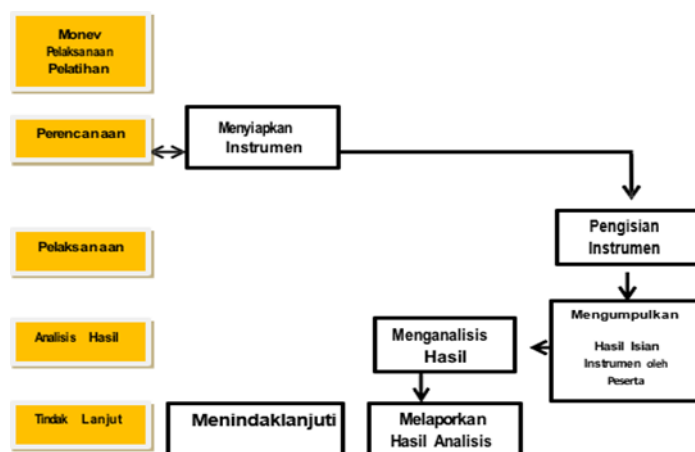 Monev
Pelaksanaan
Pelatihan
Perencanaan
Menyiapkan
Instrumen
Pelaksanaan
Pengisian
Instrumen
Analisis Hasil
Menganalisis
Hasil
Mengumpulkan
Hasil Isian
Instrumen oleh
Peserta
Tindak Lanjut
Menindaklanjuti
Melaporkan
Hasil Analisis